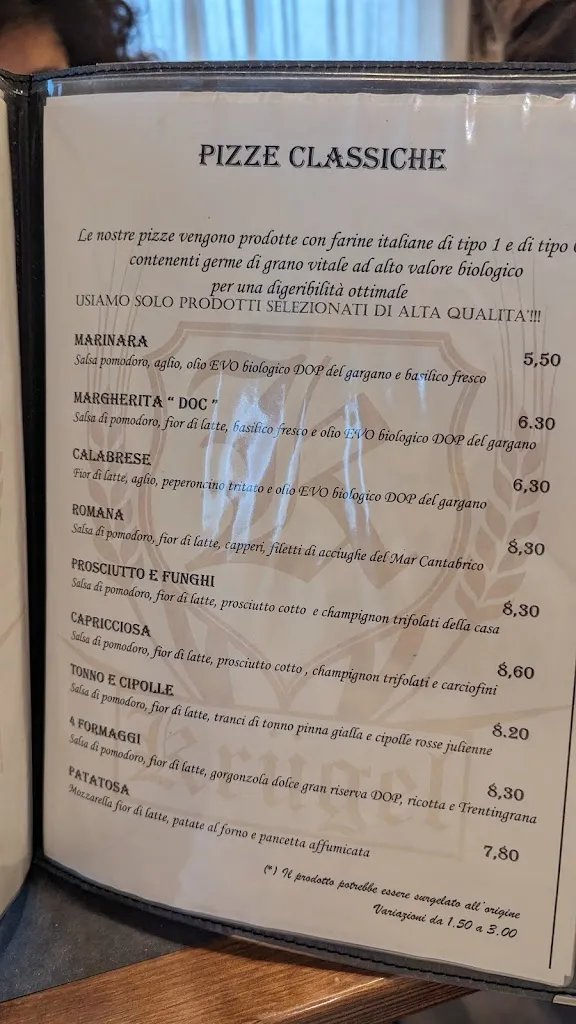 PIZZE CLASSICHE
Le nostre pizze vengono prodotte con farine italiane di tipo 1 e di tipo
contenenti germe di grano vitale ad alto valore biologico
per una digeribilità ottimale
USIAMO SOLO PRODOTTI SELEZIONATI DI ALTA QUALITA'!!!
MARINARA 5,50
Salsa pomodoro, aglio, olio EVO biologico DOP del gargano e basilico fresco
MARGHERITA “ DOC ” 6.30
Salsa di pomodoro, fior di latte, basilico fresco e olio EVO biologico DOP del gargano
CALABRESE 6,30
Fior di latte, aglio, peperoncino tritato e olio EVO biologico DOP del gargano
ROMANA 8,30
Salsa di pomodoro, fior di latte, capperi, filetti di acciughe del Mar Cantabrico
PROSCIUTTO E FUNGHI 8,30
Salsa di pomodoro, fior di latte, prosciutto cotto e champignon trifolati della casa
CAPRICCIOSA 8,60
Salsa di pomodoro, fior di latte, prosciutto cotto , champignon trifolati e carciofini
TONNO E CIPOLLE 8.20
Salsa di pomodoro, fior di latte, tranci di tonno pinna gialla e cipolle rosse julienne
4 FORMAGGI 8,30
Salsa di pomodoro, fior di latte, gorgonzola dolce gran riserva DOP, ricotta e Trentingrana
PATATOSA 7,80
Mozzarella fior di latte, patate al forno e pancetta affumicata
(*) Il prodotto potrebbe essere surgelato all'origine
Variazioni da 1.50 a 3.00
Krugel